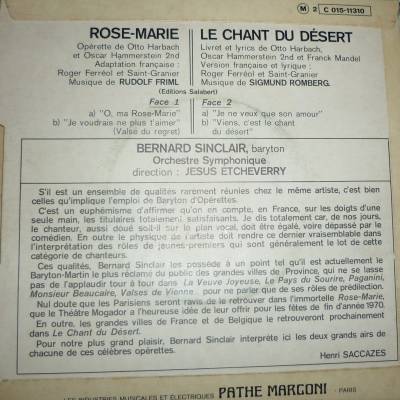 M 2 C 015-11310
ROSE-MARIE
Opérette de Otto Harbach
et Oscar Hammerstein 2nd
Adaptation française :
Roger Ferréol et Saint-Granier
Musique de RUDOLF FRIML
LE CHANT DU DÉSERT
Livret et lyrics de Otto Harbach,
Oscar Hammerstein 2nd et Franck Mandel
Version française et lyrique :
Roger Ferréol et Saint-Granier
Musique de SIGMUND ROMBERG.
(Editions Salabert)
Face 1
a) "O, ma Rose-Marie"
b) "Je voudrais ne plus t'aimer"
(Valse du regret)
Face 2
a) "Je ne veux que son amour"
b) "Viens, c'est le chant
du désert"
BERNARD SINCLAIR, baryton
Orchestre Symphonique
direction : JESUS ETCHEVERRY
S'il est un ensemble de qualités rarement réunies chez le même artiste, c'est bien
celles qu'implique l'emploi de Baryton d'Opérettes.
C'est un euphémisme d'affirmer qu'on en compte, en France, sur les doigts d'une
seule main, les titulaires totalement satisfaisants. Je dis totalement car, de nos jours,
le chanteur, aussi doué soit-il sur le plan vocal, doit être égalé, voire dépassé par le
comédien. En outre le physique de l'artiste doit rendre ce dernier vraisemblable dans
l'interprétation des rôles de jeunes-premiers qui sont généralement le lot de cette
catégorie de chanteurs.
Ces qualités, Bernard Sinclair les possède à un point tel qu'il est actuellement le
Baryton-Martin le plus réclamé du public des grandes villes de Province, qui ne se lasse
pas de l'applaudir tour à tour dans La Veuve Joyeuse, Le Pays du Sourire, Paganini,
Monsieur Beaucaire, Valses de Vienne... pour ne parler que de ses rôles de prédilection.
Nul doute que les Parisiens seront ravis de le retrouver dans l'immortelle Rose-Marie,
que le Théâtre Mogador a l'heureuse idée de leur offrir pour les fêtes de fin d'année 1970.
En outre, les grandes villes de France et de Belgique le retrouveront prochainement
dans Le Chant du Désert.
Pour notre plus grand plaisir, Bernard Sinclair interprète ici les deux grands airs de
chacune de ces célèbres opérettes.
Henri SACCAZES
LES INDUSTRIES MUSICALES ET ÉLECTRIQUES PATHE MARCONI - PARIS